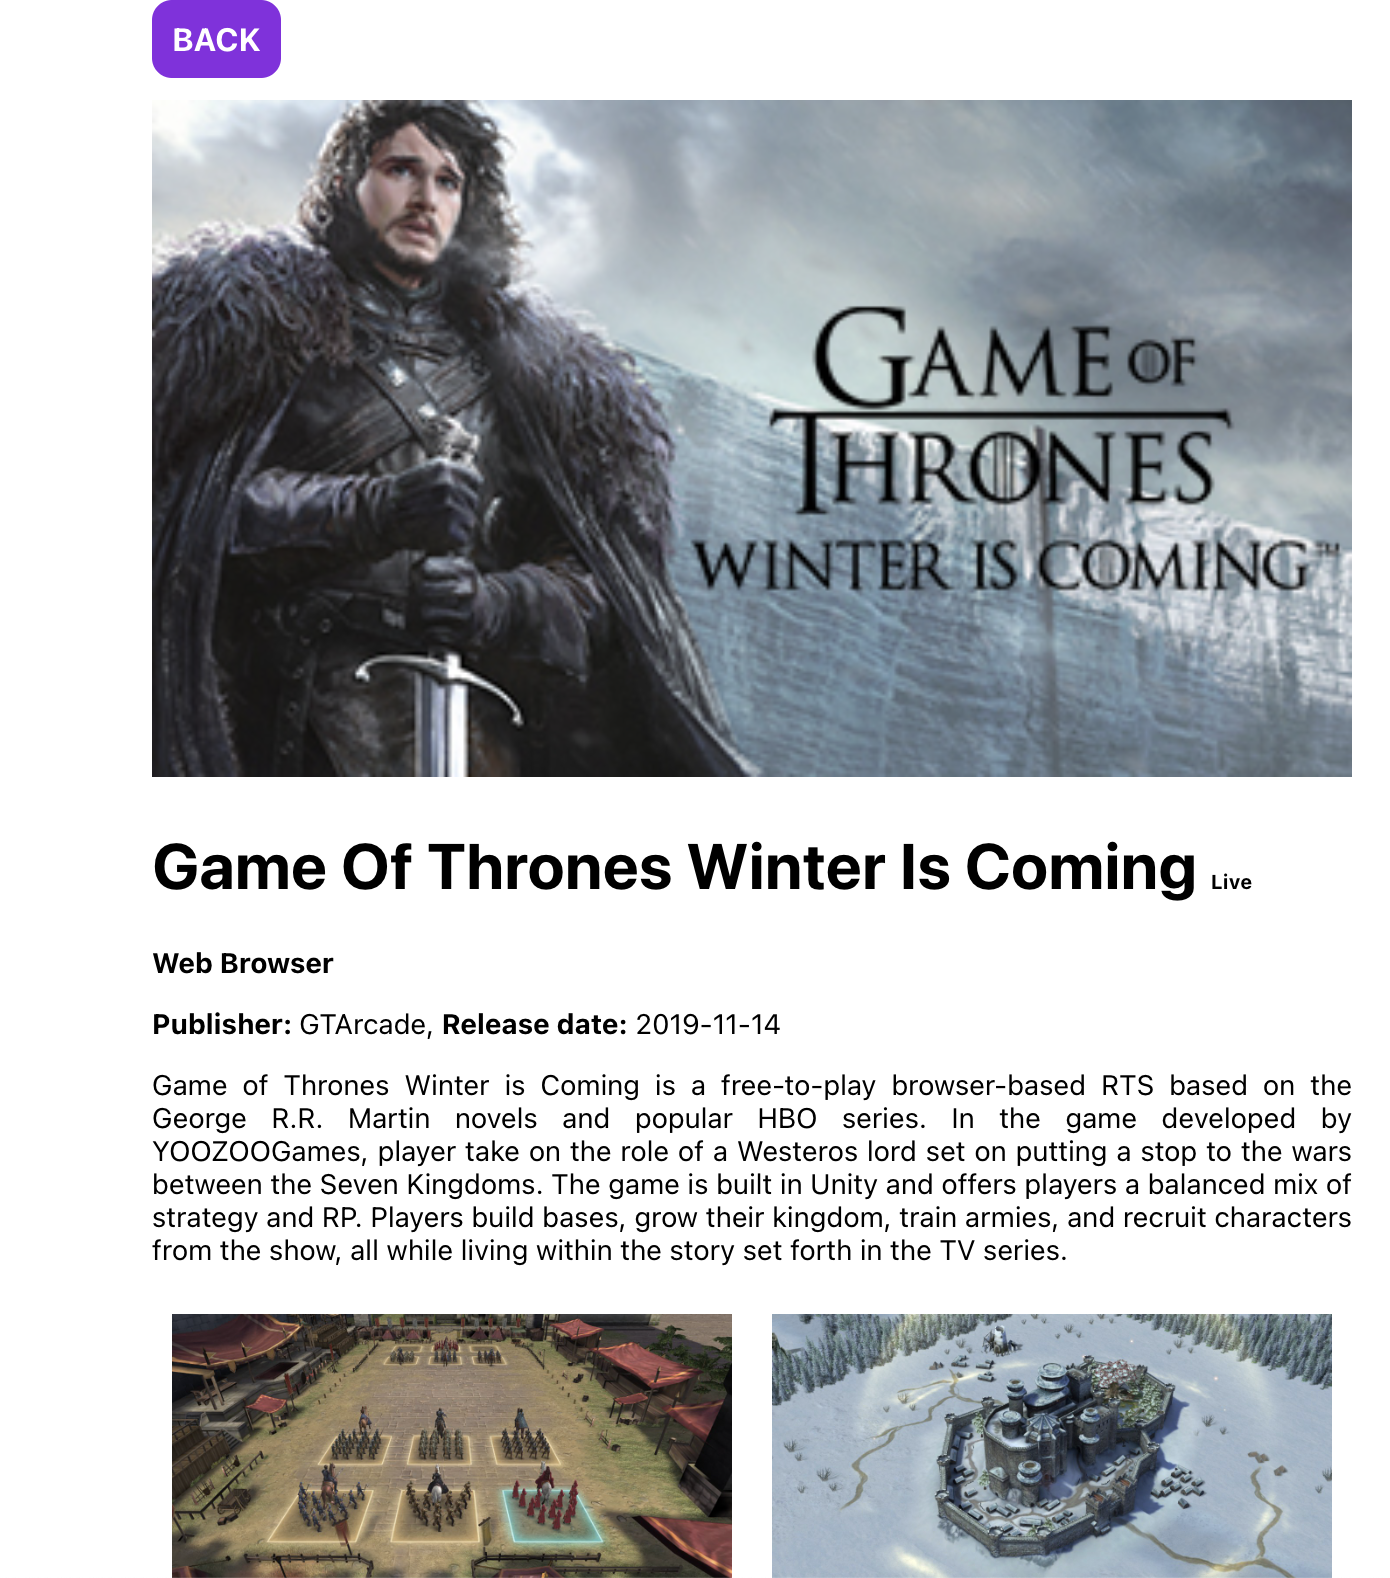 BACK
GAME OF
THRONES
WINTER IS COMING™
Game Of Thrones Winter Is Coming Live
Web Browser
Publisher: GTArcade, Release date: 2019-11-14
Game of Thrones Winter is Coming is a free-to-play browser-based RTS based on the
George R.R. Martin novels and popular HBO series. In the game developed by
YOOZOOGames, player take on the role of a Westeros lord set on putting a stop to the wars
between the Seven Kingdoms. The game is built in Unity and offers players a balanced mix of
strategy and RP. Players build bases, grow their kingdom, train armies, and recruit characters
from the show, all while living within the story set forth in the TV series.